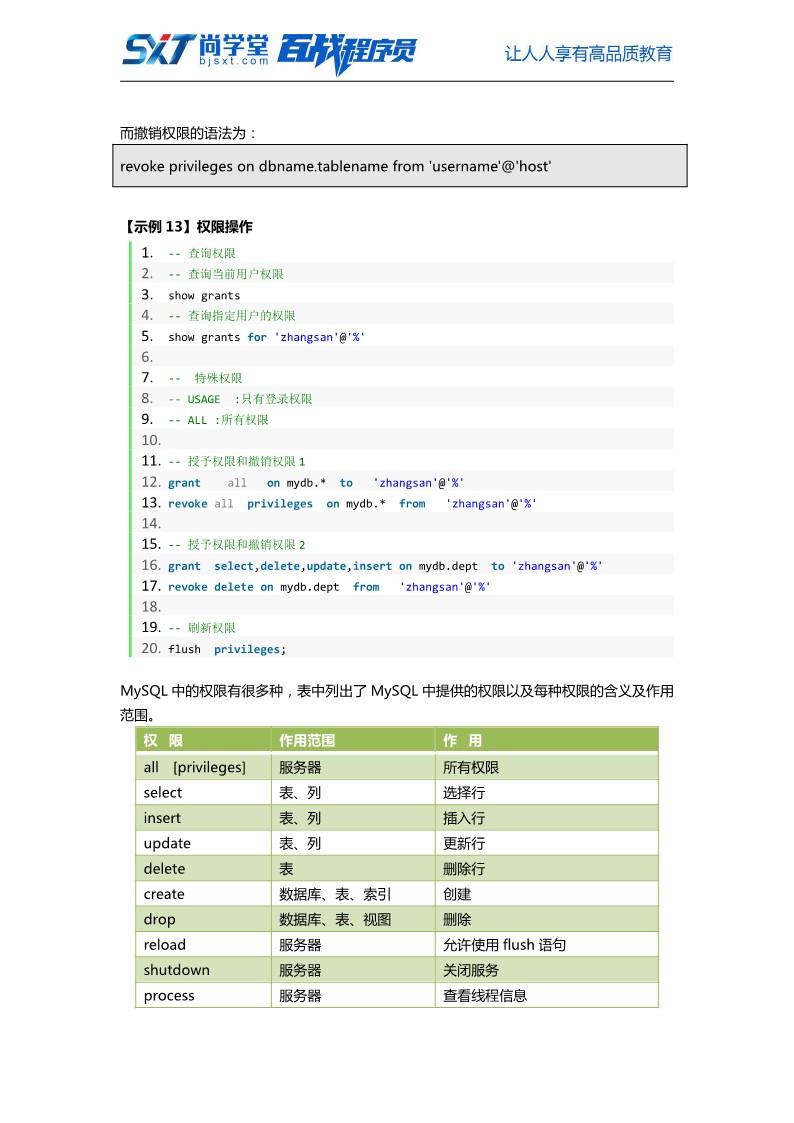 SXT 尚学堂 百战程序员 让人人享有高品质教育
bjsxt.com
而撤销权限的语法为：
revoke privileges on dbname.tablename from 'username'@'host'
【示例 13】权限操作
1. -- 查询权限
2. -- 查询当前用户权限
3. show grants
4. -- 查询指定用户的权限
5. show grants for 'zhangsan'@'%'
6.
7. -- 特殊权限
8. -- USAGE :只有登录权限
9. -- ALL :所有权限
10.
11. -- 授予权限和撤销权限 1
12. grant all on mydb.* to 'zhangsan'@'%'
13. revoke all privileges on mydb.* from 'zhangsan'@'%'
14.
15. -- 授予权限和撤销权限 2
16. grant select,delete,update,insert on mydb.dept to 'zhangsan'@'%'
17. revoke delete on mydb.dept from 'zhangsan'@'%'
18.
19. -- 刷新权限
20. flush privileges;
MySQL 中的权限有很多种，表中列出了 MySQL 中提供的权限以及每种权限的含义及作用
范围。
权 限 作用范围 作 用
all [privileges] 服务器 所有权限
select 表、列 选择行
insert 表、列 插入行
update 表、列 更新行
delete 表 删除行
create 数据库、表、索引 创建
drop 数据库、表、视图 删除
reload 服务器 允许使用 flush 语句
shutdown 服务器 关闭服务
process 服务器 查看线程信息